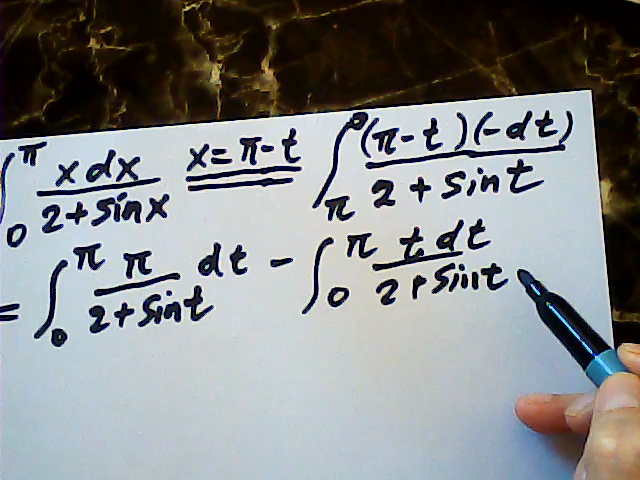 ∫₀^π x dx / (2 + sin x) x = π - t ∫_π^0 (π - t)(-dt) / (2 + sin t)
= ∫₀^π π / (2 + sin t) dt - ∫₀^π t dt / (2 + sin t)